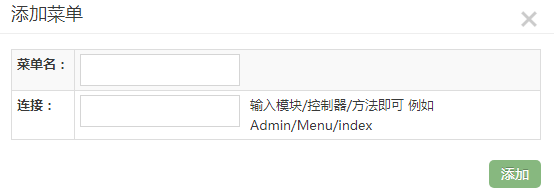 添加菜单
菜单名：
连接：
输入模块/控制器/方法即可 例如
Admin/Menu/index
添加